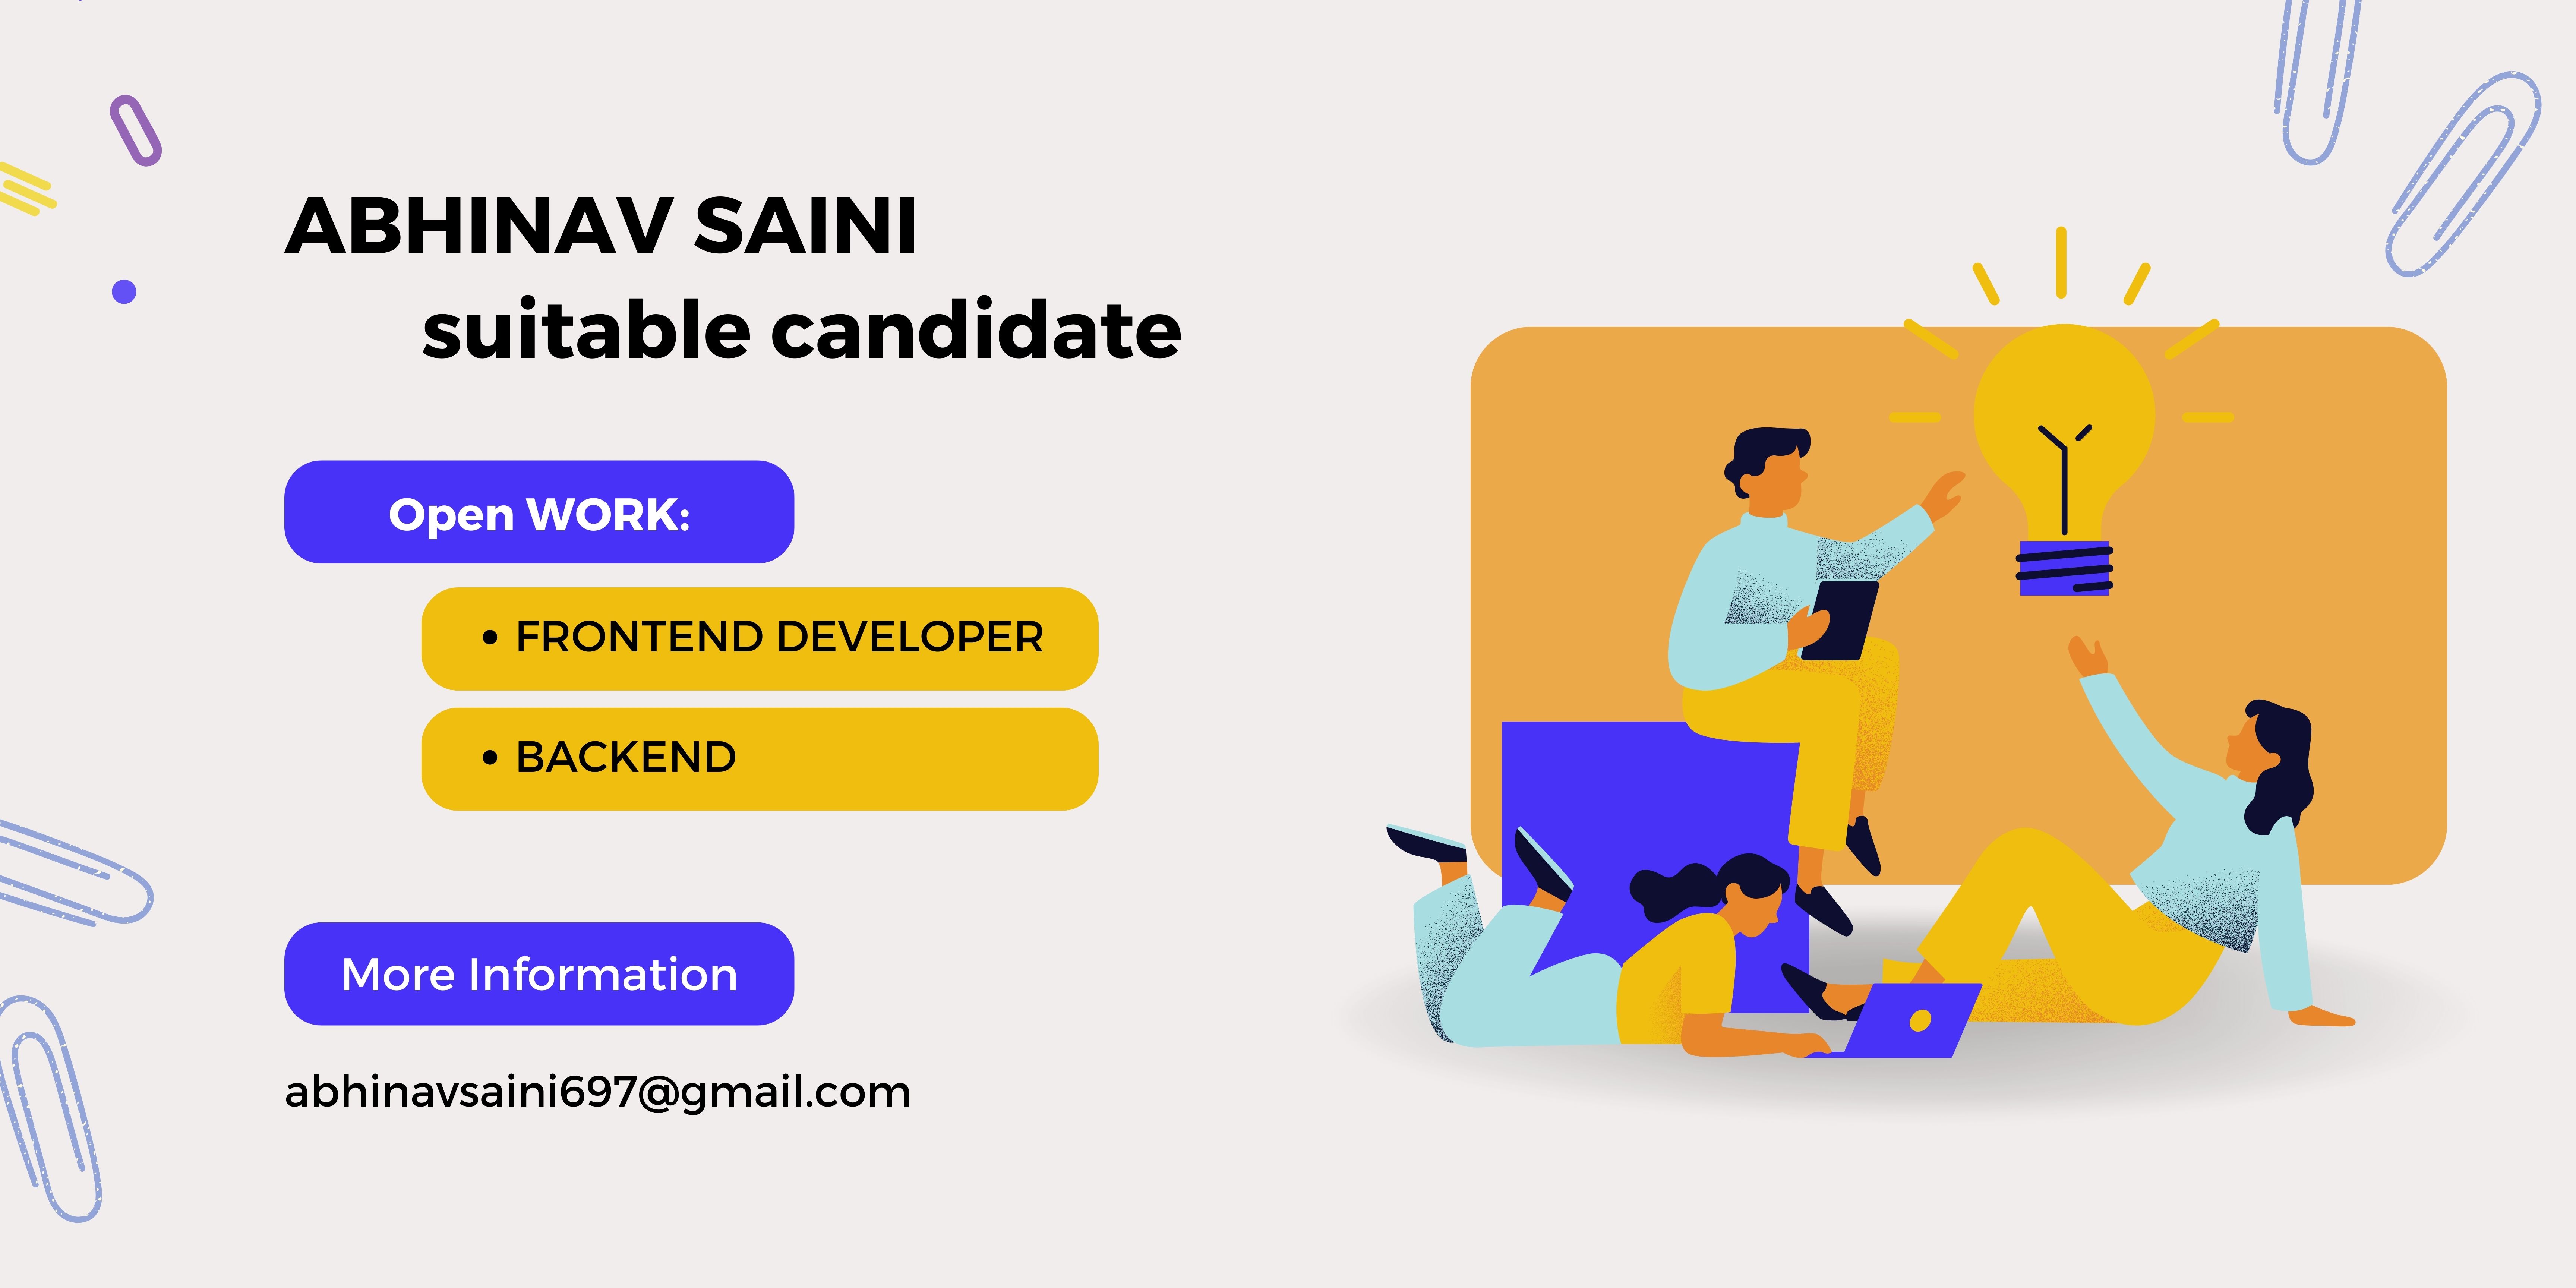 ABHINAV SAINI
suitable candidate
Open WORK:
• FRONTEND DEVELOPER
• BACKEND
More Information
abhinavsaini697@gmail.com